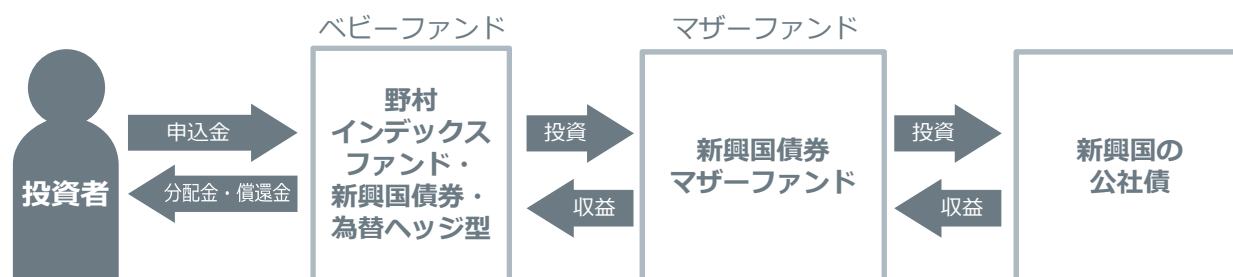 ベビーファンド
マザーファンド
投資者
申込金
分配金・償還金
野村
インデックス
ファンド・
新興国債券・
為替ヘッジ型
投資
収益
新興国債券
マザーファンド
投資
収益
新興国の
公社債